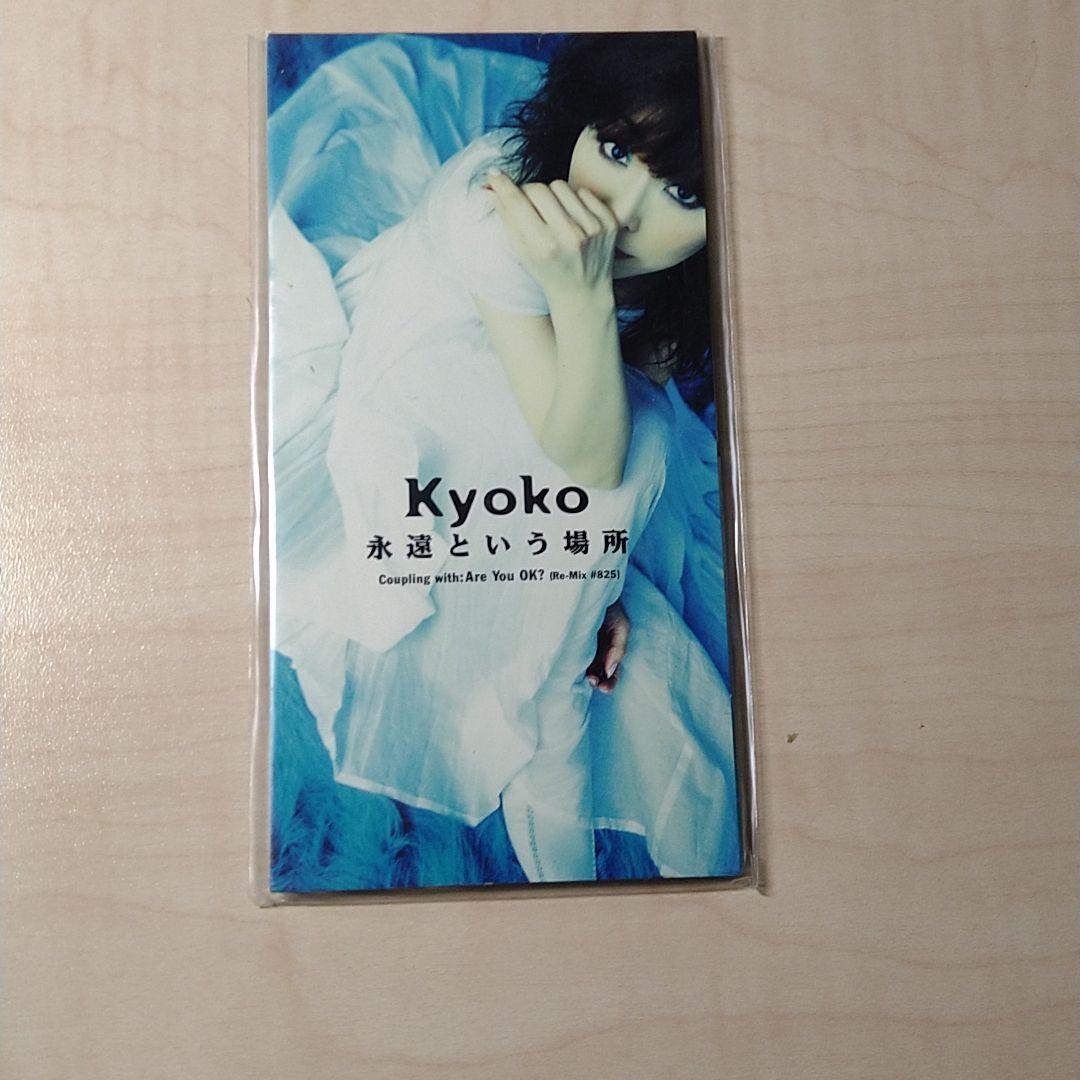 Kyoko
永遠という場所
Coupling with: Are You OK? (Re-Mix #825)